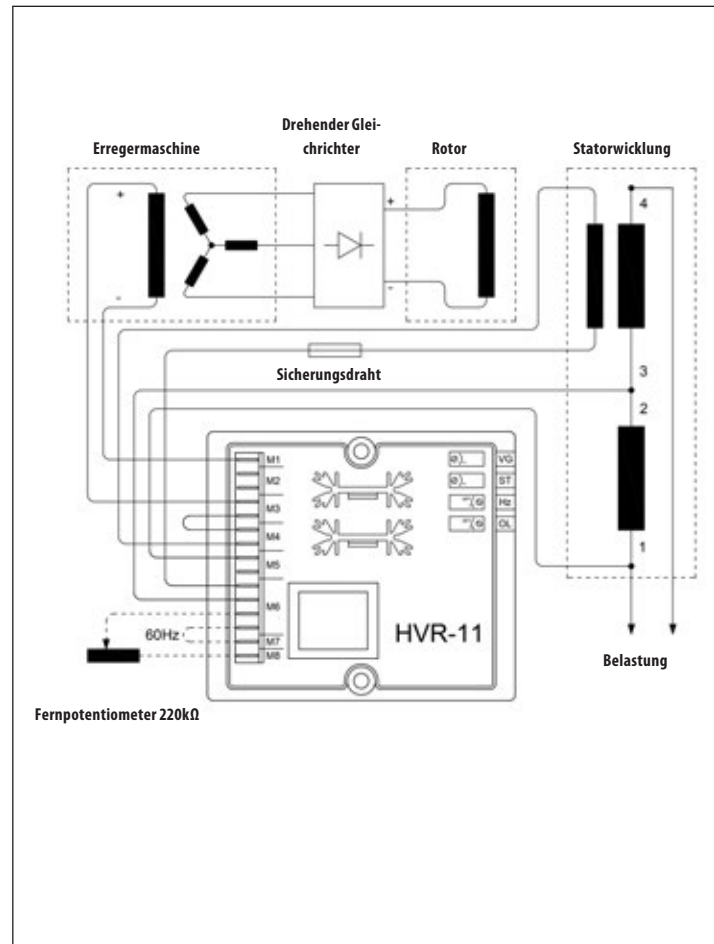 Drehender Glei-
chrichter
Erregermaschine
Rotor
Statorwicklung
+
-
+
-
4
3
2
1
Sicherungsdraht
M1
M2
M3
M4
M5
M6
M7
M8
VG
ST
Hz
OL
60Hz
HVR-11
Belastung
Fernpotentiometer 220kΩ